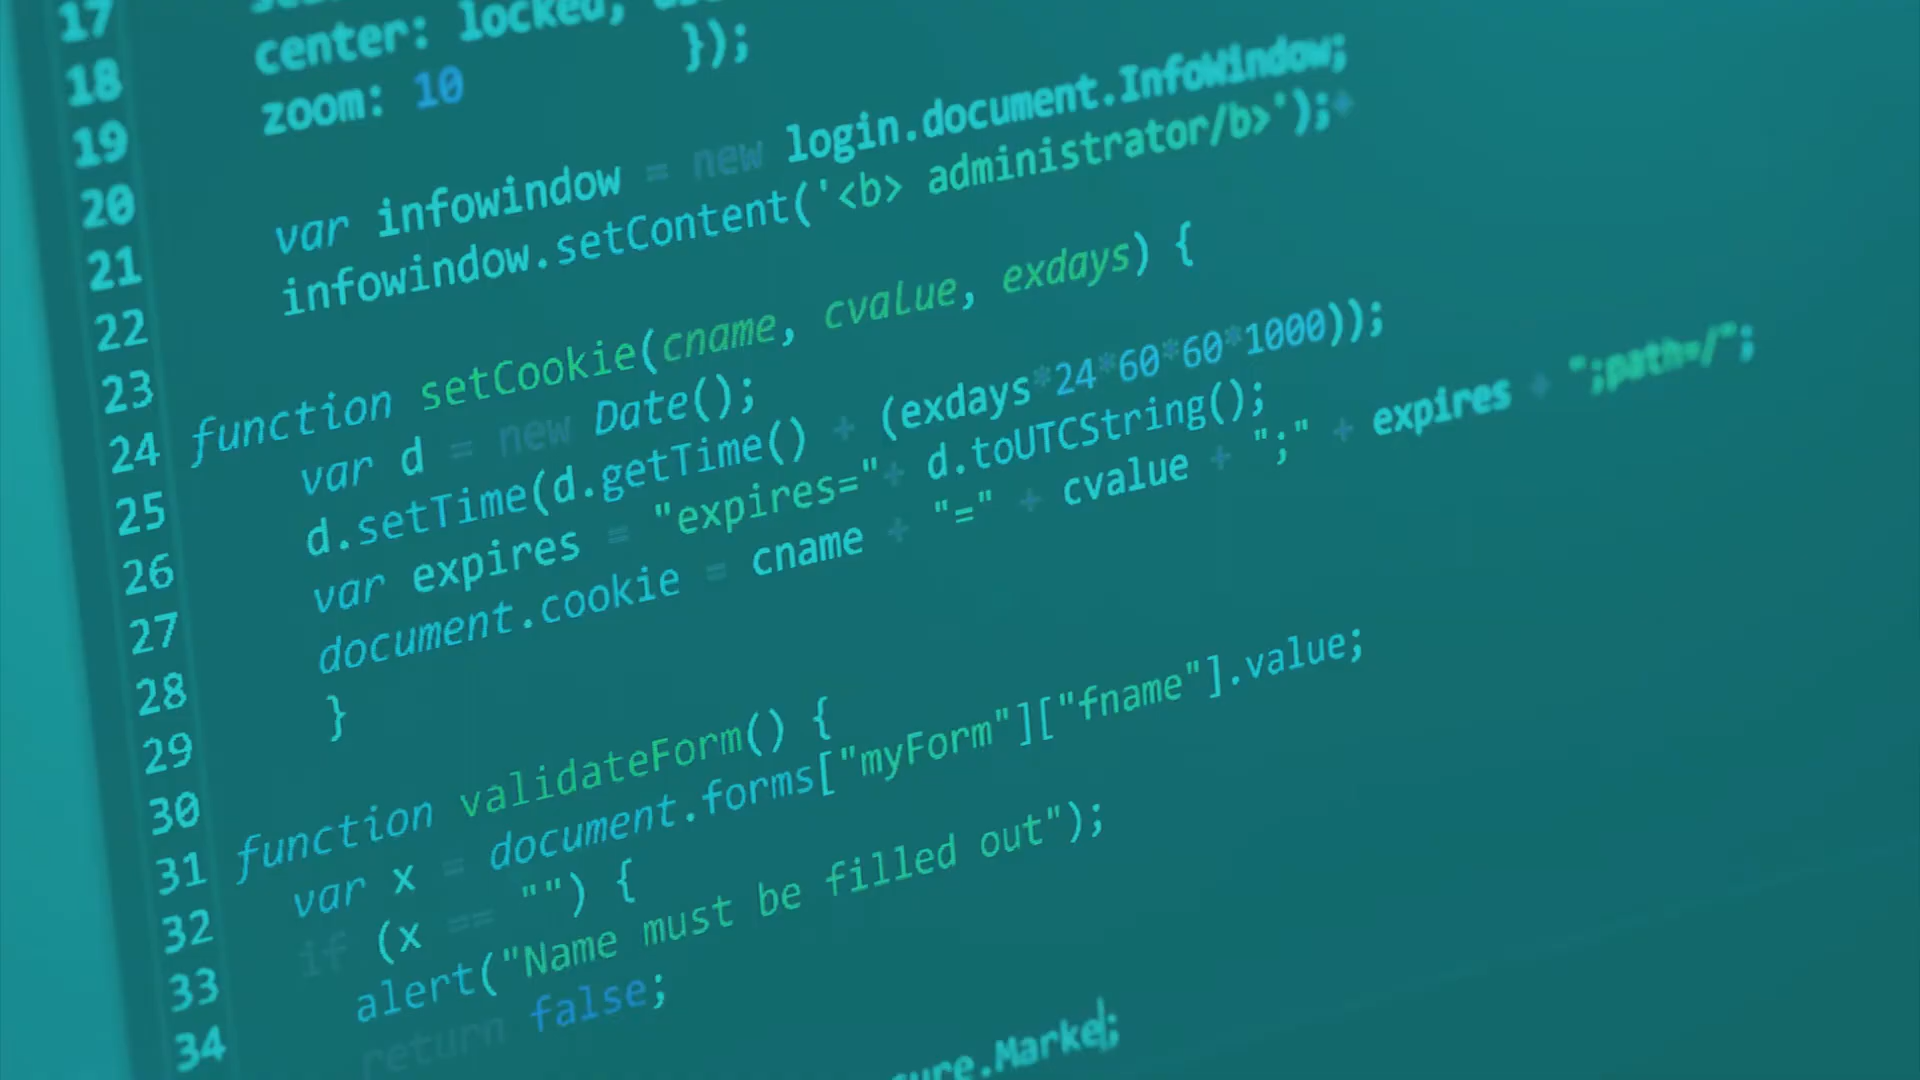 17
18 center: locked,
19 zoom: 10 });
20
21 var infowindow = new login.document.InfoWindow;
22 infowindow.setContent('<b> administrator/b>');+
23
24 function setCookie(cname, cvalue, exdays) {
25 var d = new Date();
26 d.setTime(d.getTime() + (exdays*24*60*60*1000));
27 var expires = "expires="+ d.toUTCString();
28 document.cookie = cname + "=" + cvalue + ";" + expires + ";path=/";
29 }
30
31 function validateForm() {
32 var x = document.forms["myForm"]["fname"].value;
33 if (x == "") {
34 alert("Name must be filled out");
return false;